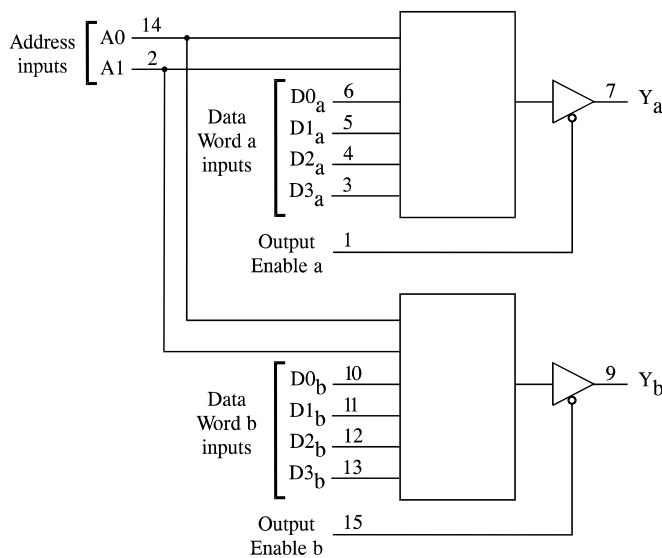 Address
inputs
A0 14
A1 2
Data
Word a
inputs
D0a 6
D1a 5
D2a 4
D3a 3
7 Ya
Output
Enable a
1
Data
Word b
inputs
D0b 10
D1b 11
D2b 12
D3b 13
9 Yb
Output
Enable b
15